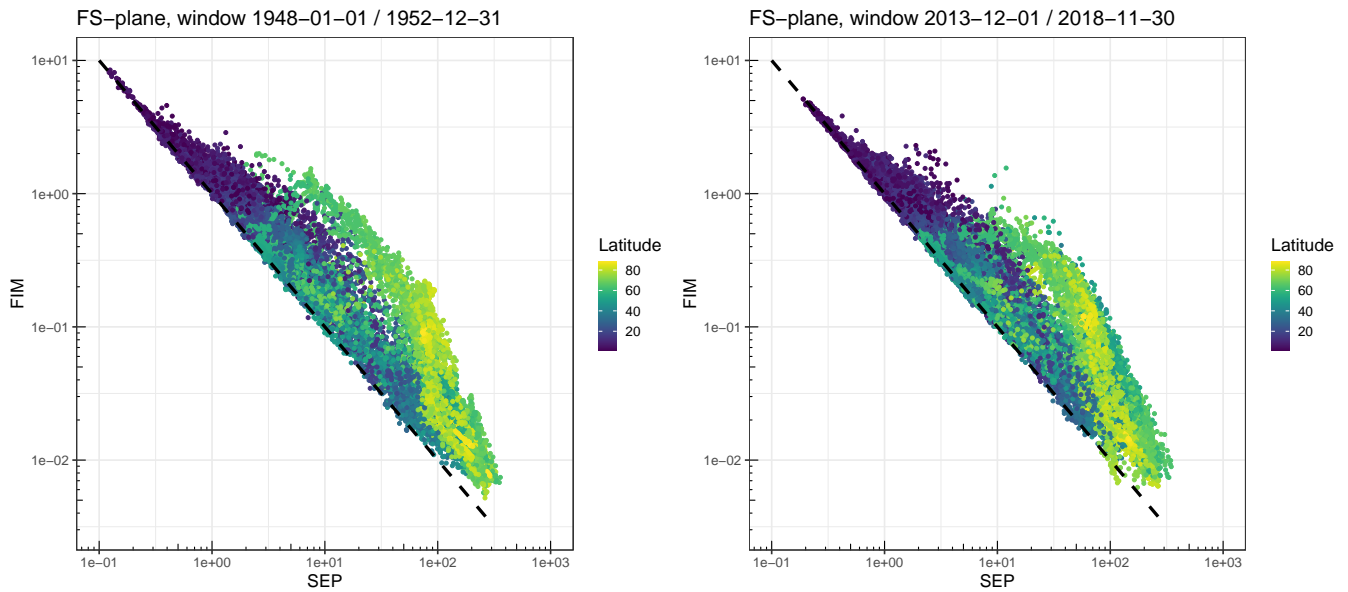 FS−plane, window 1948−01−01 / 1952−12−31
1e+01
1e+00
1e−01
1e−02
FIM
1e−01
1e+00
1e+01
1e+02
1e+03
SEP
Latitude
80
60
40
20
FS−plane, window 2013−12−01 / 2018−11−30
1e+01
1e+00
1e−01
1e−02
FIM
1e−01
1e+00
1e+01
1e+02
1e+03
SEP
Latitude
80
60
40
20